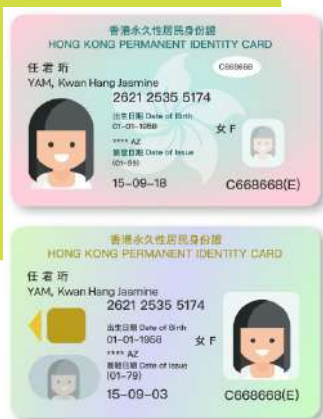 香港永久性居民身份證
HONG KONG PERMANENT IDENTITY CARD
任君珩
C668668
YAM, Kwan Hang Jasmine
2621 2535 5174
出生日期 Date of Birth
01-01-1958
女 F
*** AZ
簽發日期 Date of Issue
(01-93)
15-09-18
C668668(E)
香港永久性居民身份證
HONG KONG PERMANENT IDENTITY CARD
任君珩
YAM, Kwan Hang Jasmine
2621 2535 5174
出生日期 Date of Birth
01-01-1958
女 F
*** AZ
簽發日期 Date of Issue
(01-79)
15-09-03
C668668(E)